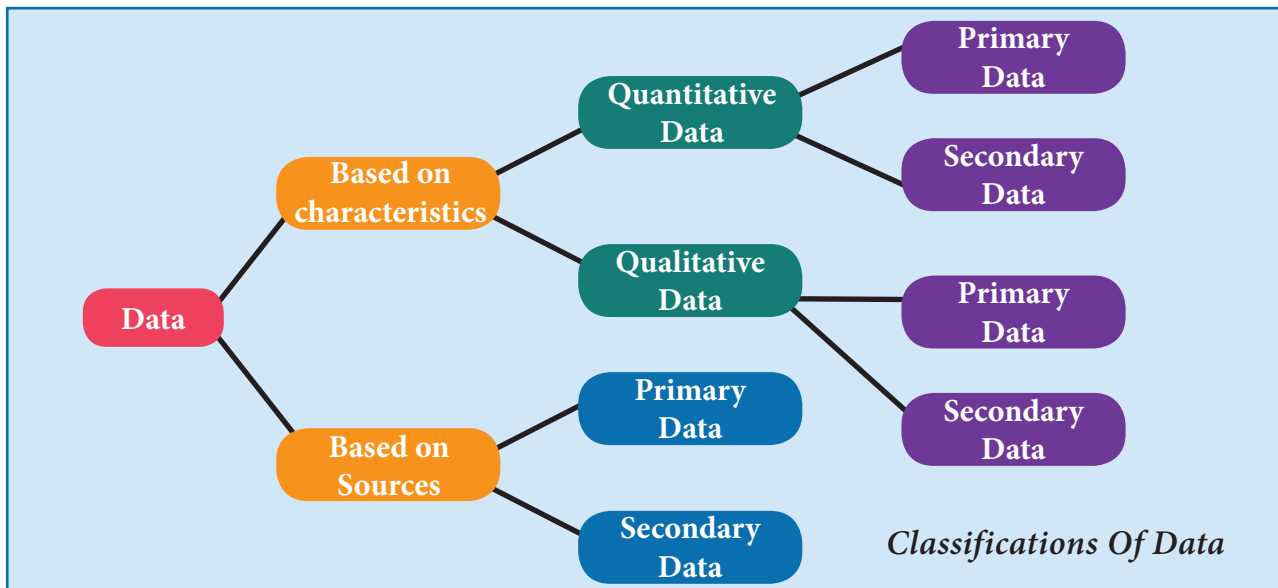 Data
Based on
characteristics
Quantitative
Data
Primary
Data
Secondary
Data
Qualitative
Data
Primary
Data
Secondary
Data
Based on
Sources
Primary
Data
Secondary
Data
Classifications Of Data